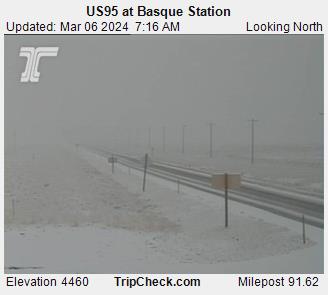 US95 at Basque Station
Updated: Mar 06 2024 7:16 AM Looking North
Elevation 4460 TripCheck.com Milepost 91.62